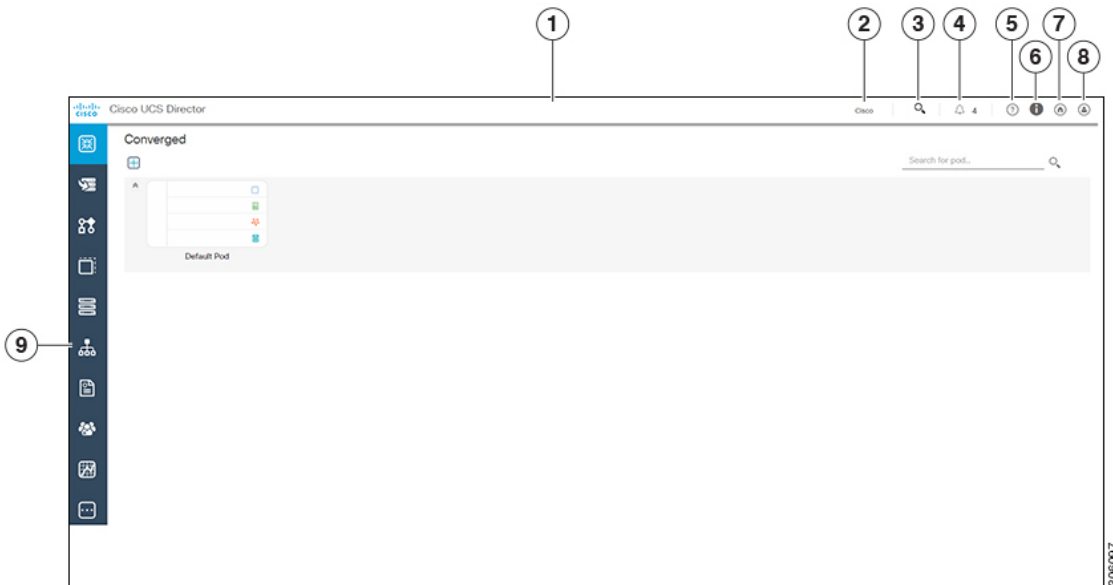 1 2 3 4 5 7
6 8
CISCO Cisco UCS Director Cisco 4
Converged
Search for pod...
Default Pod
9